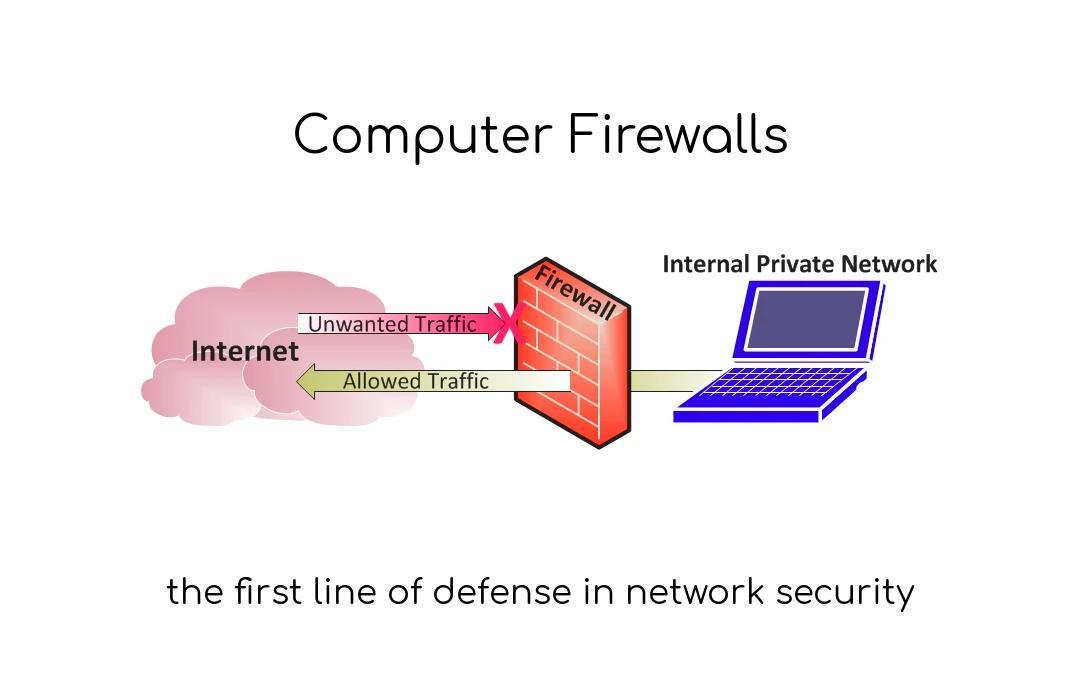 Computer Firewalls
Internal Private Network
Firewall
Unwanted Traffic
Internet
Allowed Traffic
the first line of defense in network security